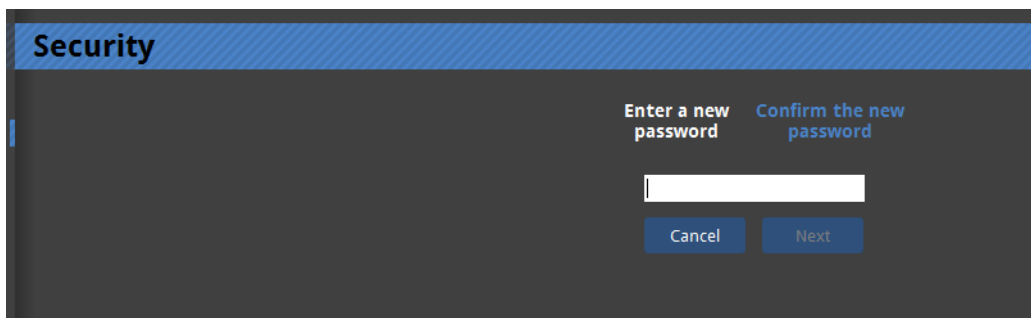 Security
Enter a new
password
Confirm the new
password
Cancel
Next